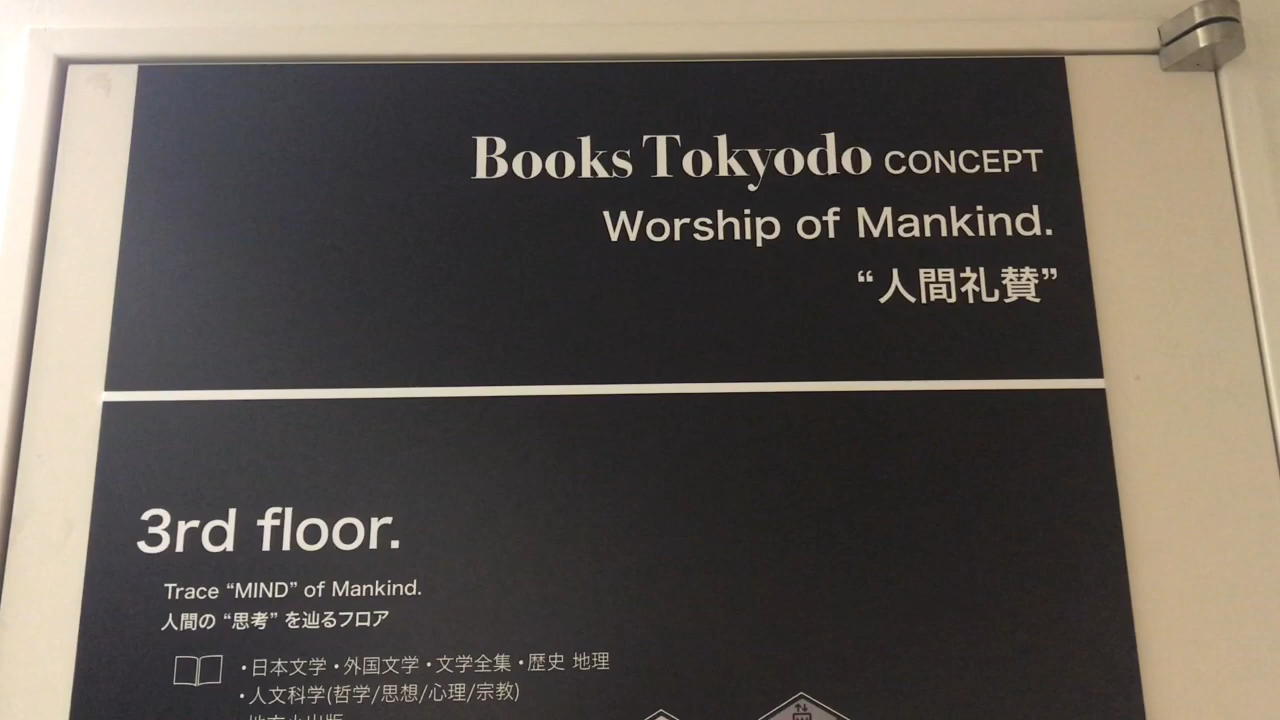 Books Tokyodo CONCEPT
Worship of Mankind.
“人間礼賛”
3rd floor.
Trace “MIND” of Mankind.
人間の “思考” を辿るフロア
・日本文学・外国文学・文学全集・歴史 地理
・人文科学(哲学/思想/心理/宗教)